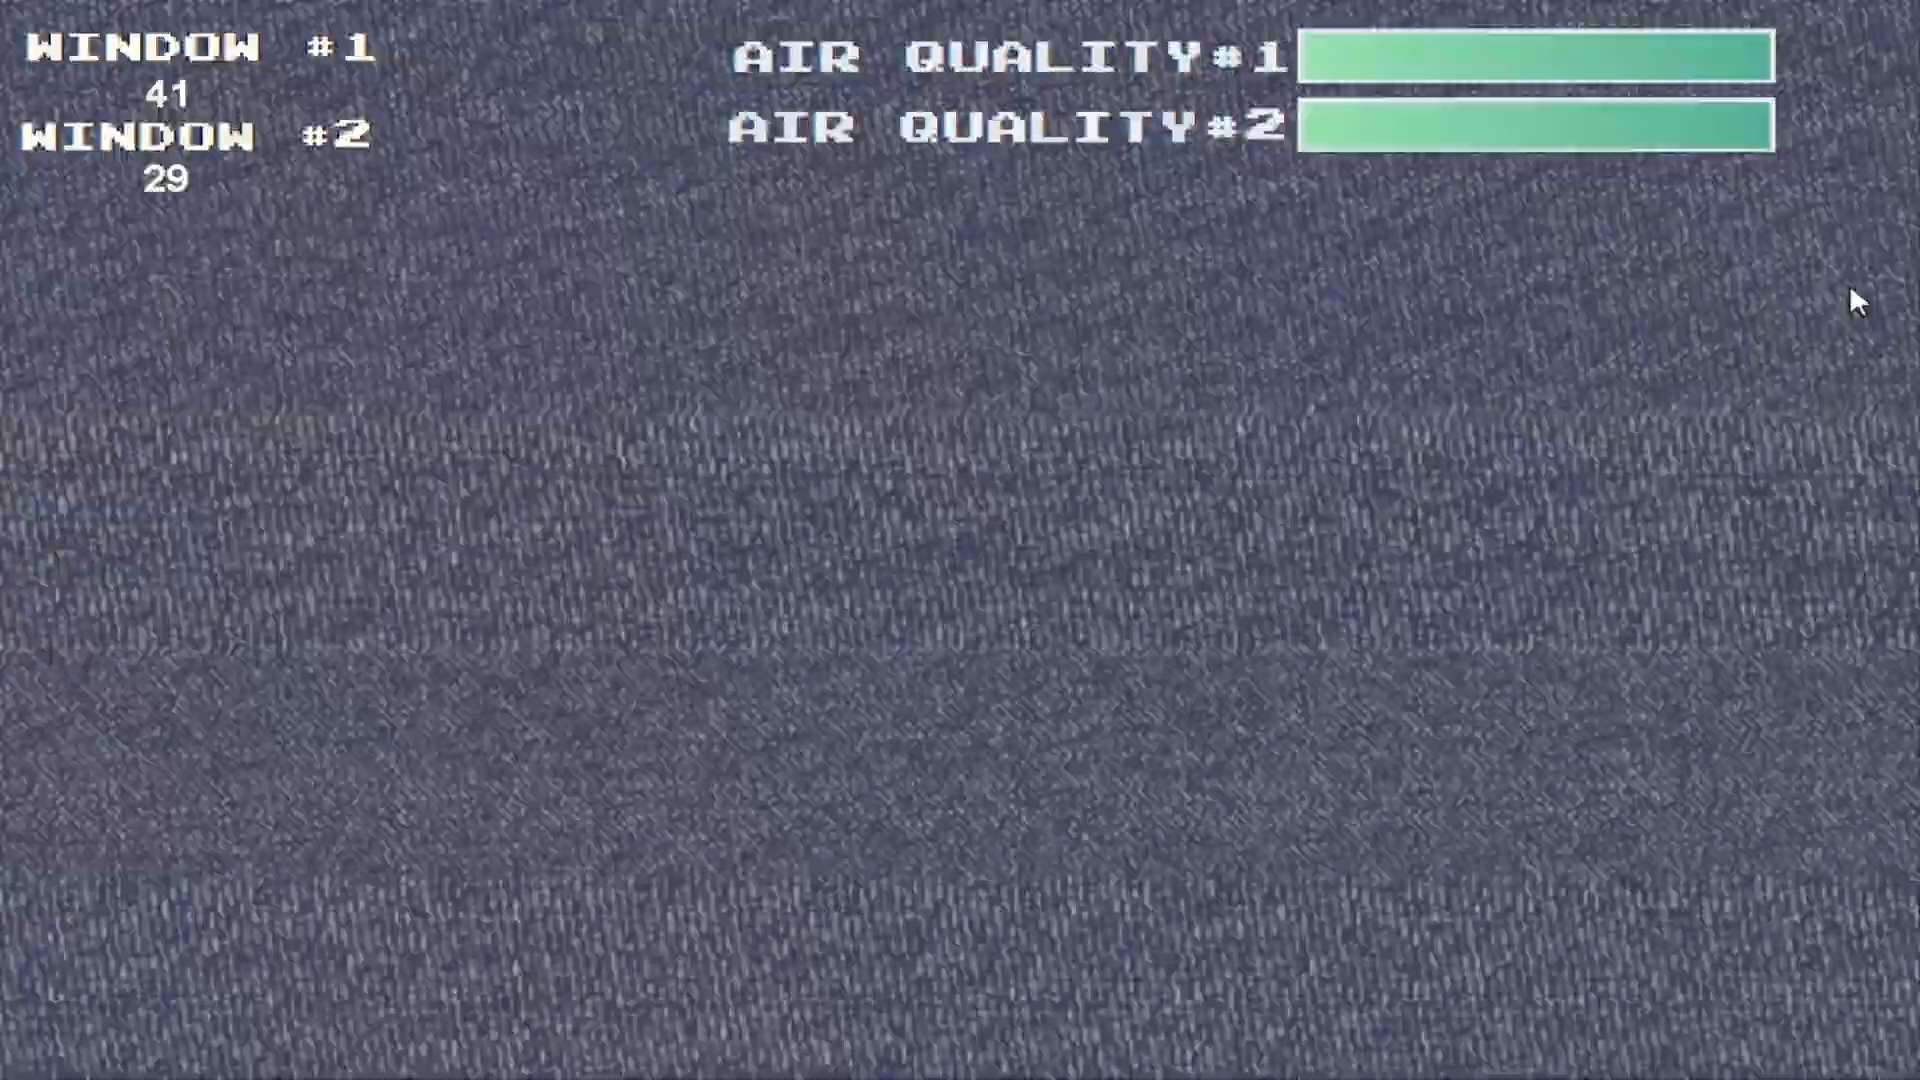 WINDOW #1
41
WINDOW #2
29
AIR QUALITY#1
AIR QUALITY#2